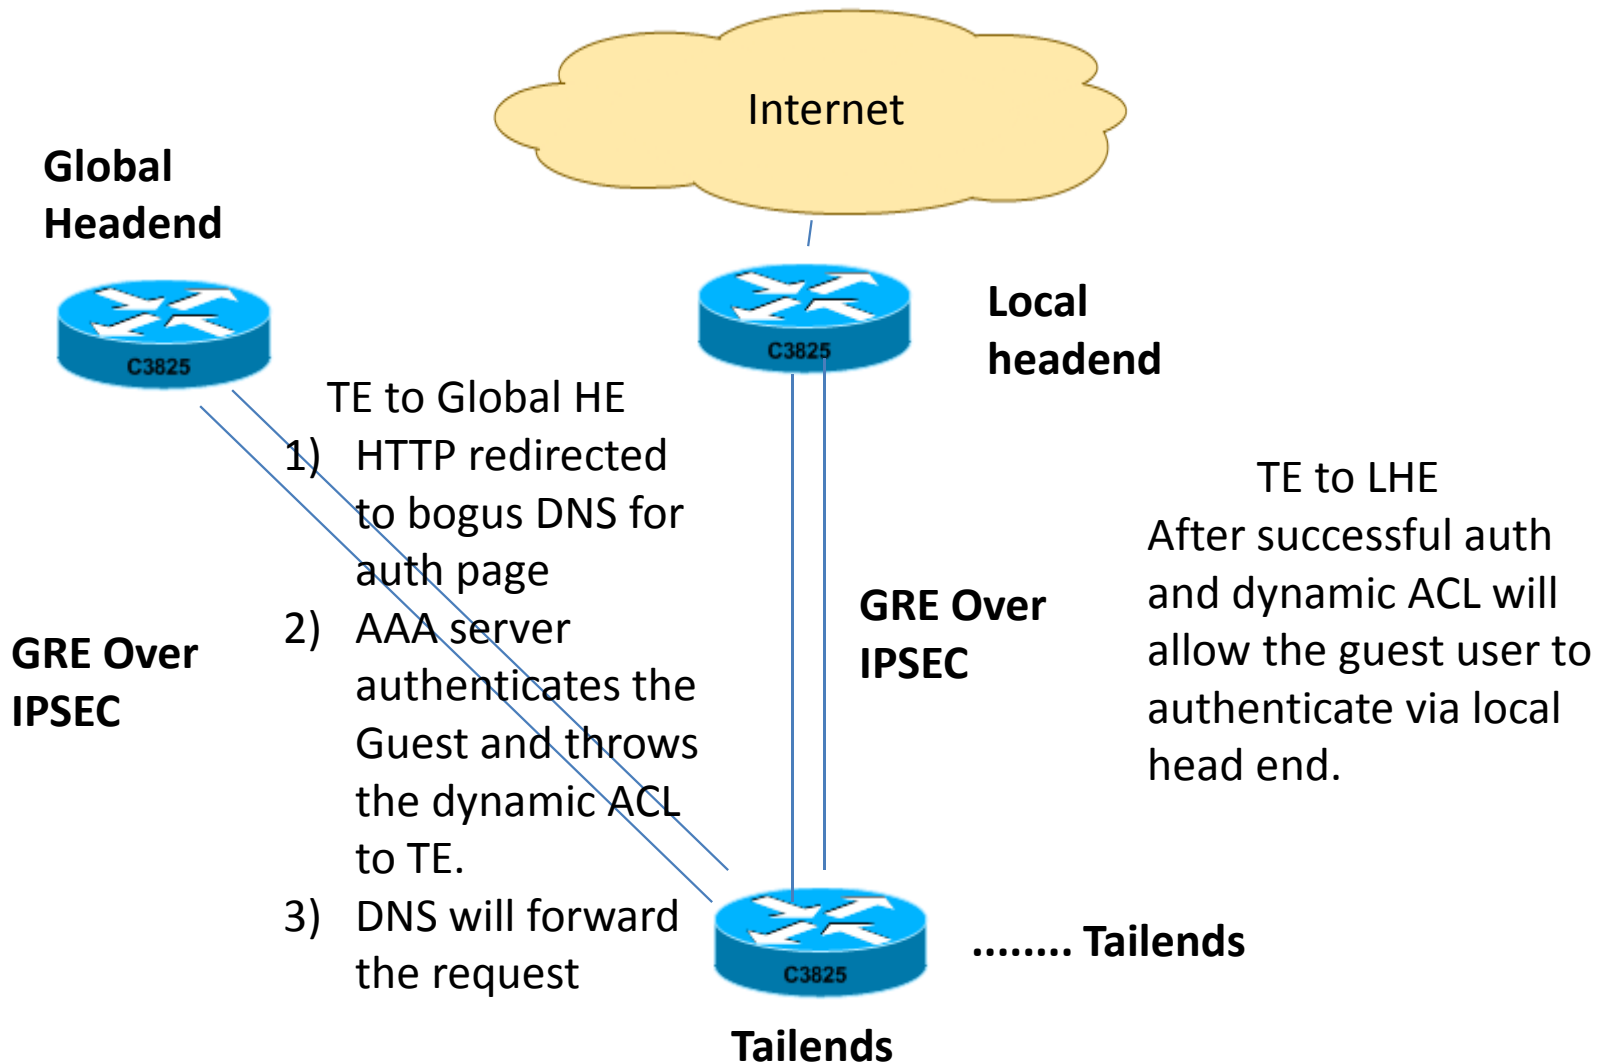 Internet
Global
Headend
C3825
C3825
Local
headend
TE to Global HE
1) HTTP redirected
to bogus DNS for
auth page
2) AAA server
authenticates the
Guest and throws
the dynamic ACL
to TE.
3) DNS will forward
the request
GRE Over
IPSEC
GRE Over
IPSEC
TE to LHE
After successful auth
and dynamic ACL will
allow the guest user to
authenticate via local
head end.
C3825
........ Tailends
Tailends